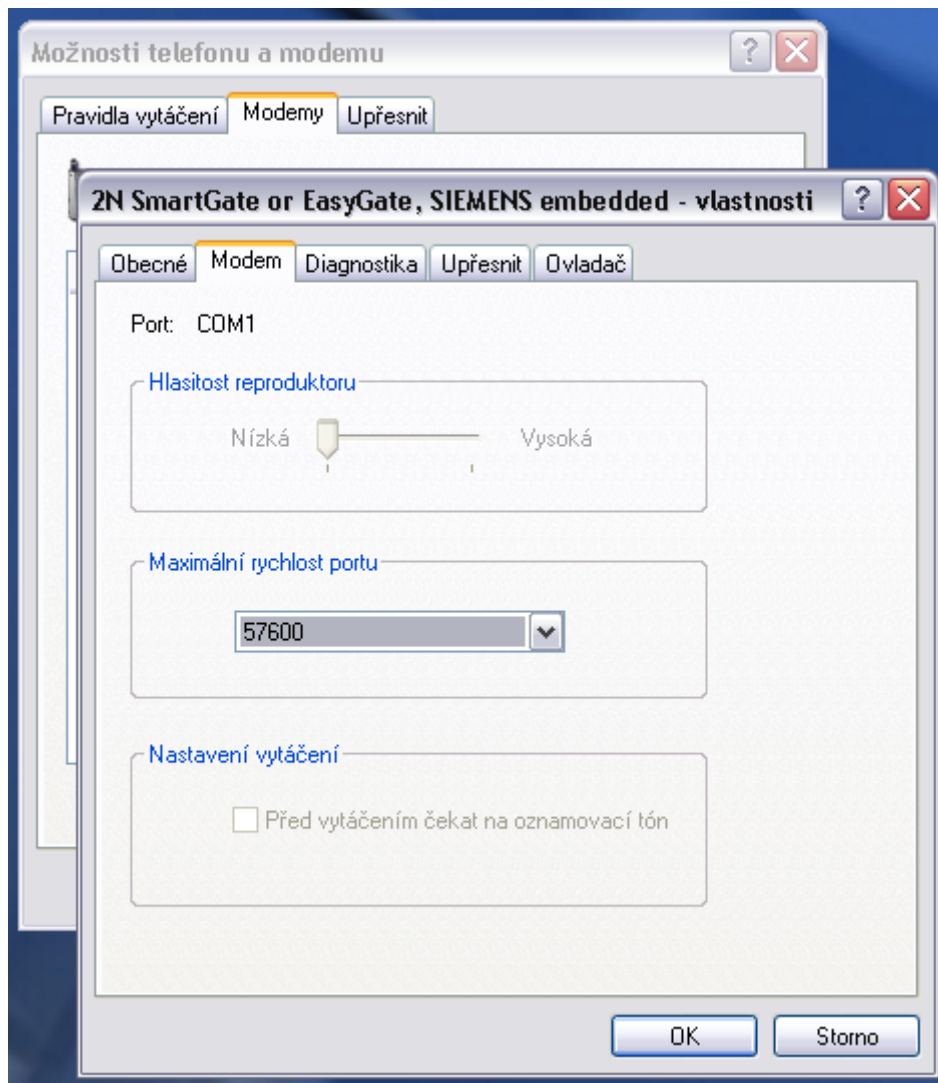 Možnosti telefonu a modemu
Pravidla vytáčení Modemy Upřesnit
2N SmartGate or EasyGate, SIEMENS embedded - vlastnosti
Obecné Modem Diagnostika Upřesnit Ovladač
Port: COM1
Hlasitost reproduktoru
Nízká Vysoká
Maximální rychlost portu
57600
Nastavení vytáčení
Před vytáčením čekat na oznamovací tón
OK Storno